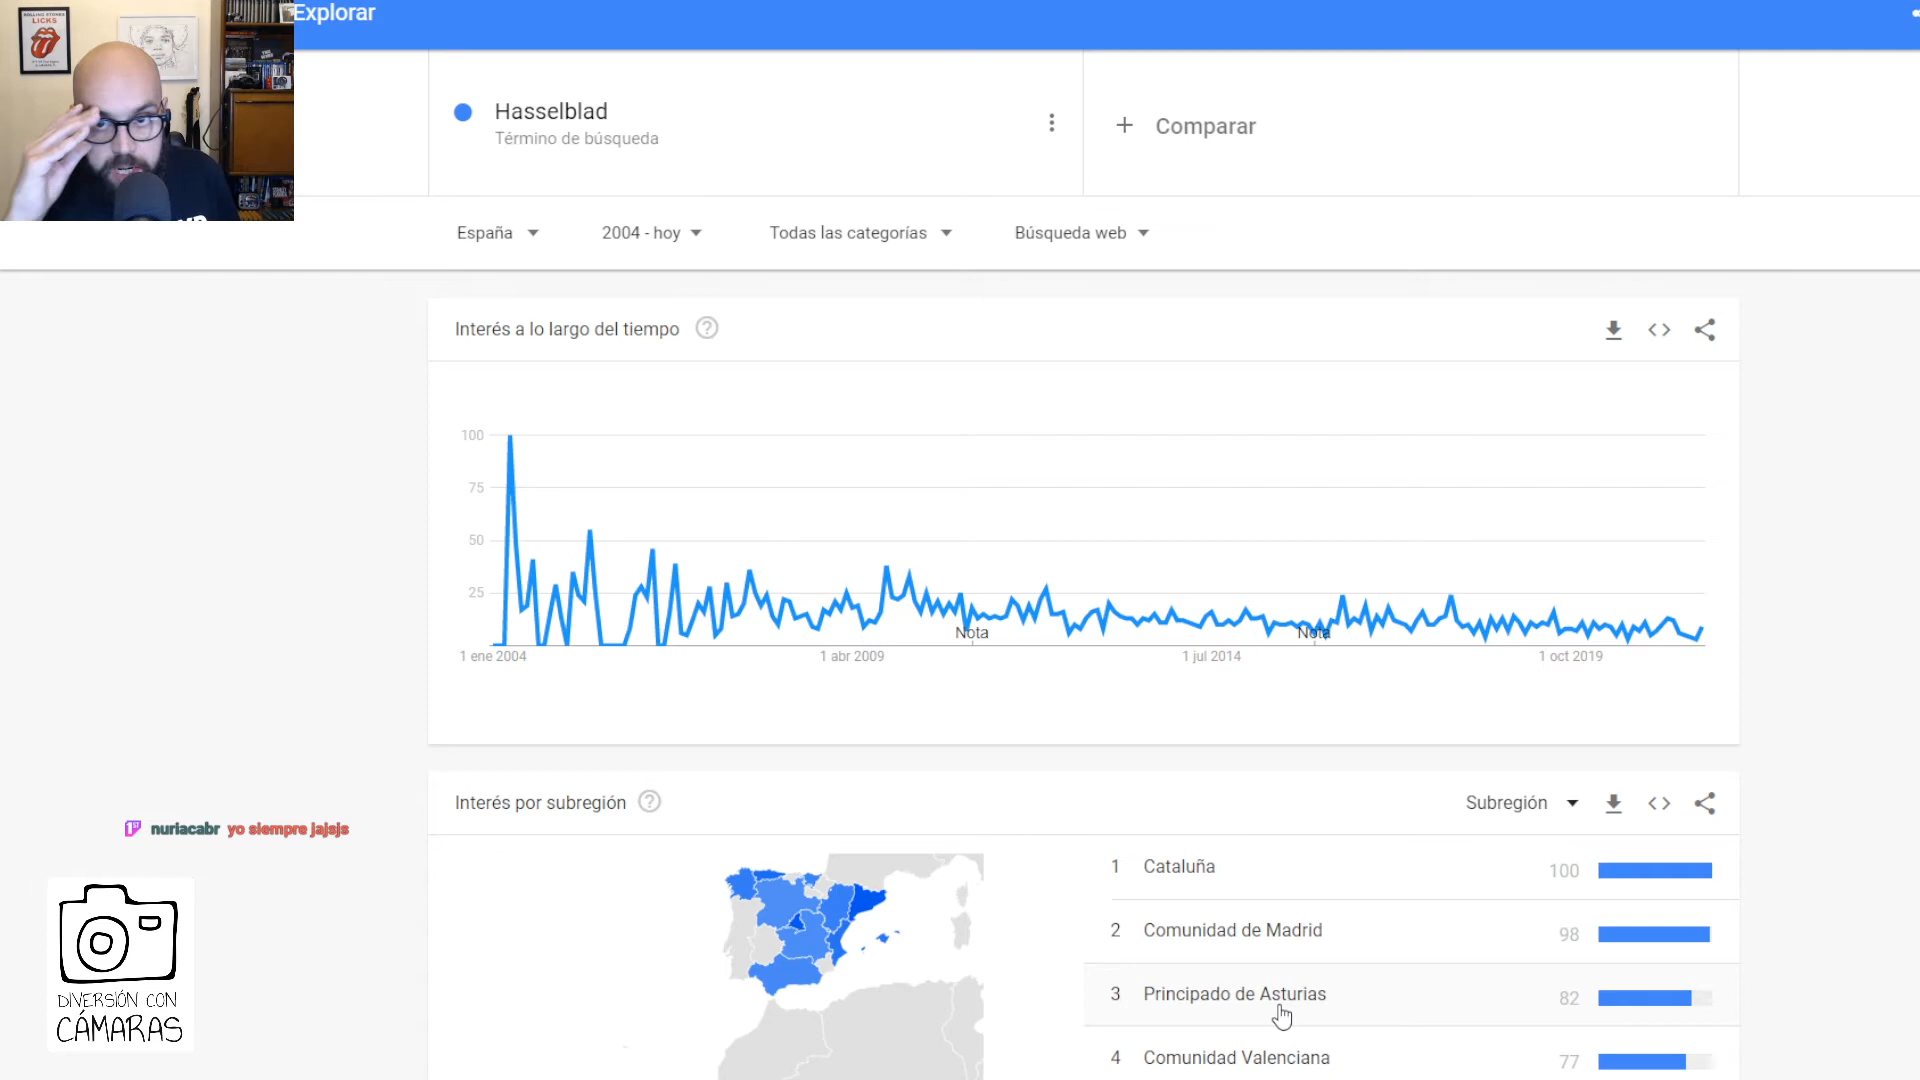 ROLLING STONES
LICKS
Explorar
Hasselblad
Término de búsqueda
+ Comparar
España
2004 - hoy
Todas las categorías
Búsqueda web
Interés a lo largo del tiempo
100
75
50
25
Nota
Nota
1 ene 2004
1 abr 2009
1 jul 2014
1 oct 2019
Interés por subregión
Subregión
nuriacabr yo siempre jajsjs
1 Cataluña 100
2 Comunidad de Madrid 98
3 Principado de Asturias 82
4 Comunidad Valenciana 77
DIVERSIÓN CON
CÁMARAS